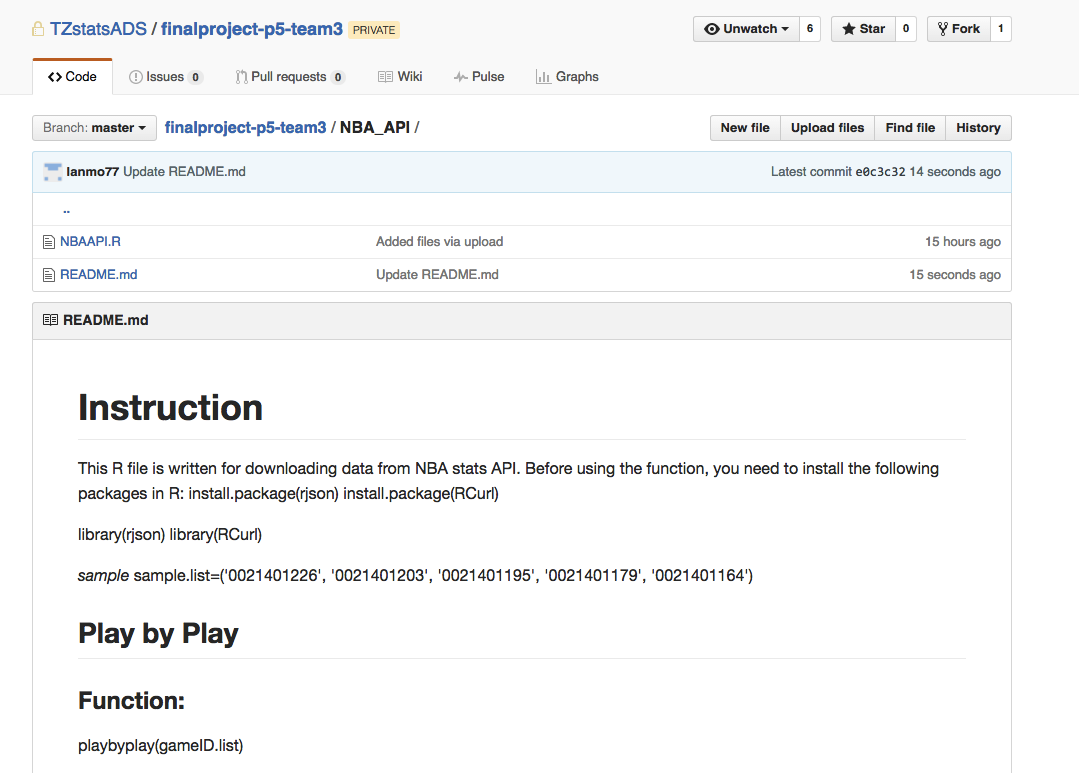 TZstatsADS / finalproject-p5-team3 PRIVATE
Unwatch 6 Star 0 Fork 1
Code Issues 0 Pull requests 0 Wiki Pulse Graphs
Branch: master finalproject-p5-team3 / NBA_API /
New file Upload files Find file History
lanmo77 Update README.md Latest commit e0c3c32 14 seconds ago
..
NBAAPI.R Added files via upload 15 hours ago
README.md Update README.md 15 seconds ago
README.md
Instruction
This R file is written for downloading data from NBA stats API. Before using the function, you need to install the following
packages in R: install.package(rjson) install.package(RCurl)
library(rjson) library(RCurl)
sample sample.list=('0021401226', '0021401203', '0021401195', '0021401179', '0021401164')
Play by Play
Function:
playbyplay(gameID.list)